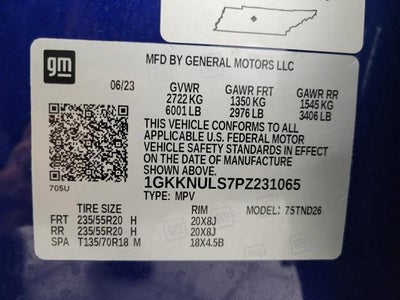 gm
MFD BY GENERAL MOTORS LLC
06/23 GVWR GAWR FRT GAWR RR
2722 KG 1350 KG 1545 KG
6001 LB 2976 LB 3406 LB
THIS VEHICLE CONFORMS TO ALL
APPLICABLE U.S. FEDERAL MOTOR
VEHICLE SAFETY STANDARDS IN EFFECT
ON THE DATE OF MANUFACTURE
SHOWN ABOVE.
705U
1GKKNULS7PZ231065
TYPE: MPV
TIRE SIZE RIM MODEL: 75TND26
FRT 235/55R20 H 20X8J
RR 235/55R20 H 20X8J
SPA T135/70R18 M 18X4.5B